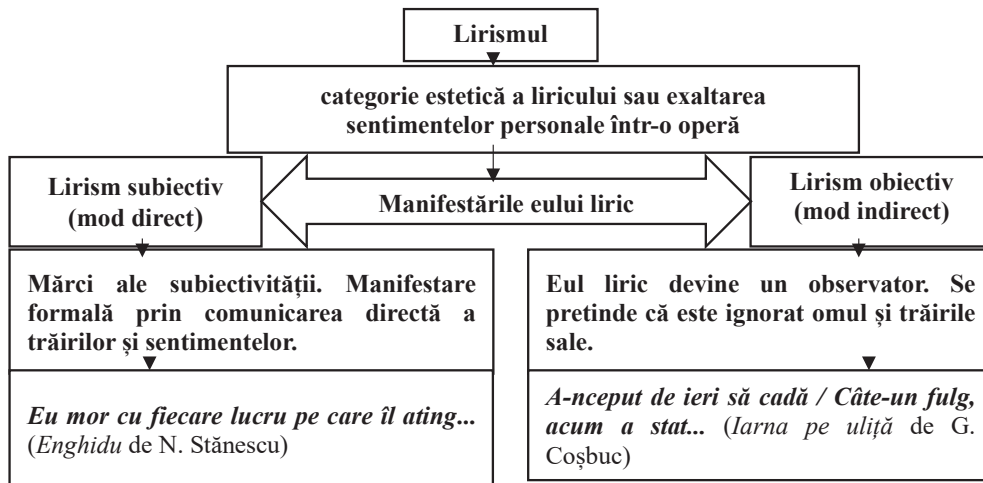 Lirismul
categorie estetică a liricului sau exaltarea
sentimentelor personale într-o operă
Lirism subiectiv
(mod direct)
Manifestările eului liric
Lirism obiectiv
(mod indirect)
Mărci ale subiectivității. Manifestare
formală prin comunicarea directă a
trăirilor și sentimentelor.
Eul liric devine un observator. Se
pretinde că este ignorat omul și trăirile
sale.
Eu mor cu fiecare lucru pe care îl ating...
(Enghidu de N. Stănescu)
A-nceput de ieri să cadă / Câte-un fulg,
acum a stat... (Iarna pe uliță de G.
Coșbuc)